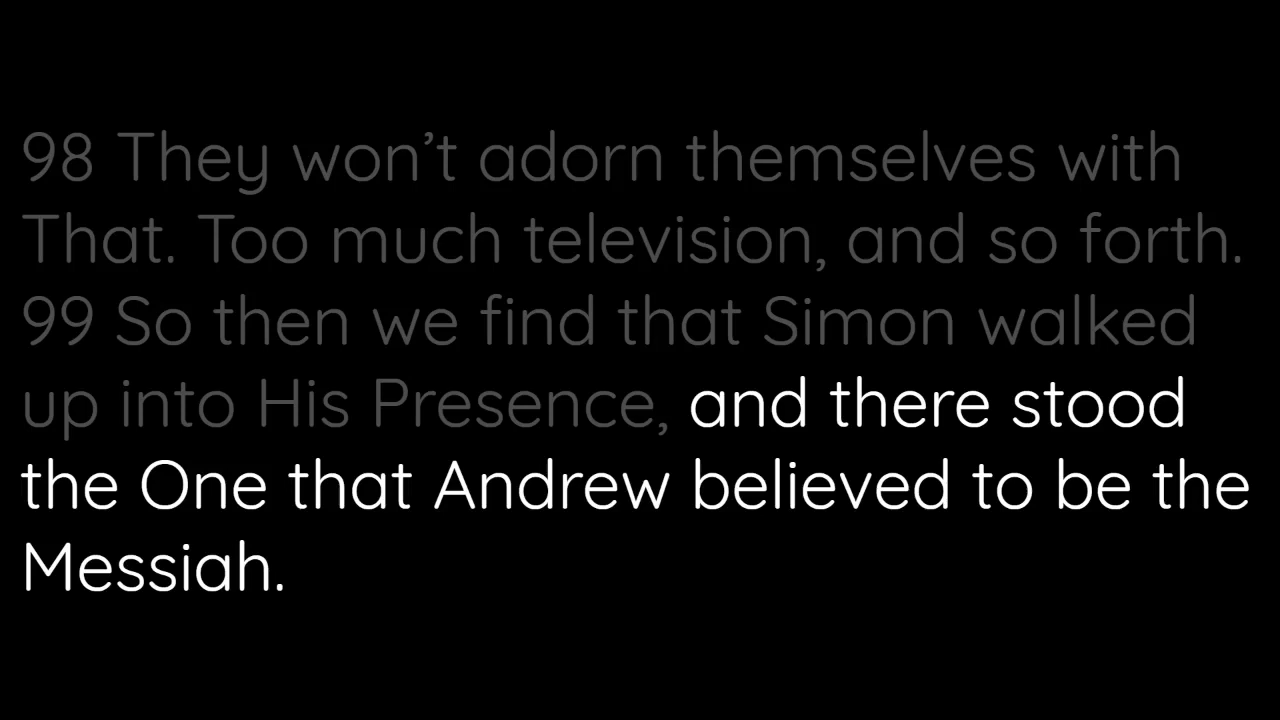 98 They won’t adorn themselves with
That. Too much television, and so forth.
99 So then we find that Simon walked
up into His Presence, and there stood
the One that Andrew believed to be the
Messiah.